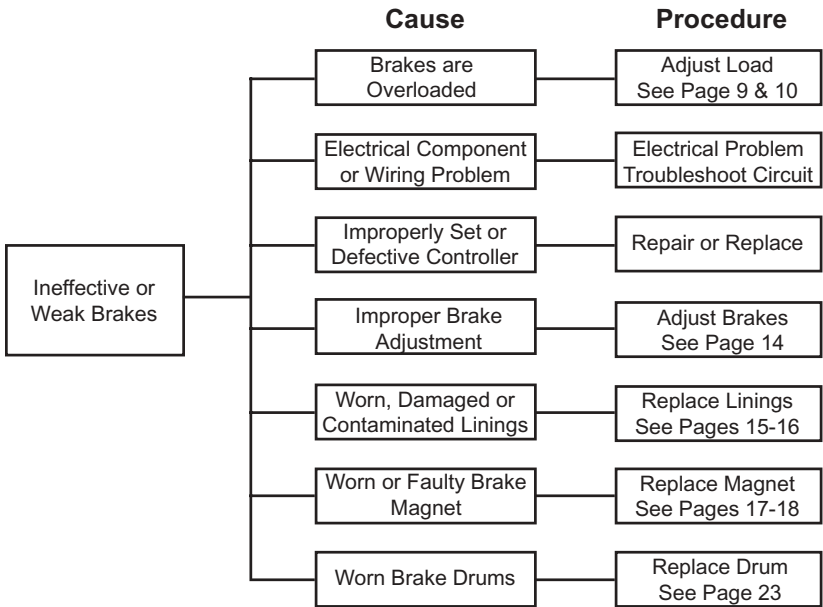 Cause
Procedure
Brakes are
Overloaded
Adjust Load
See Page 9 & 10
Electrical Component
or Wiring Problem
Electrical Problem
Troubleshoot Circuit
Improperly Set or
Defective Controller
Repair or Replace
Ineffective or
Weak Brakes
Improper Brake
Adjustment
Adjust Brakes
See Page 14
Worn, Damaged or
Contaminated Linings
Replace Linings
See Pages 15-16
Worn or Faulty Brake
Magnet
Replace Magnet
See Pages 17-18
Worn Brake Drums
Replace Drum
See Page 23